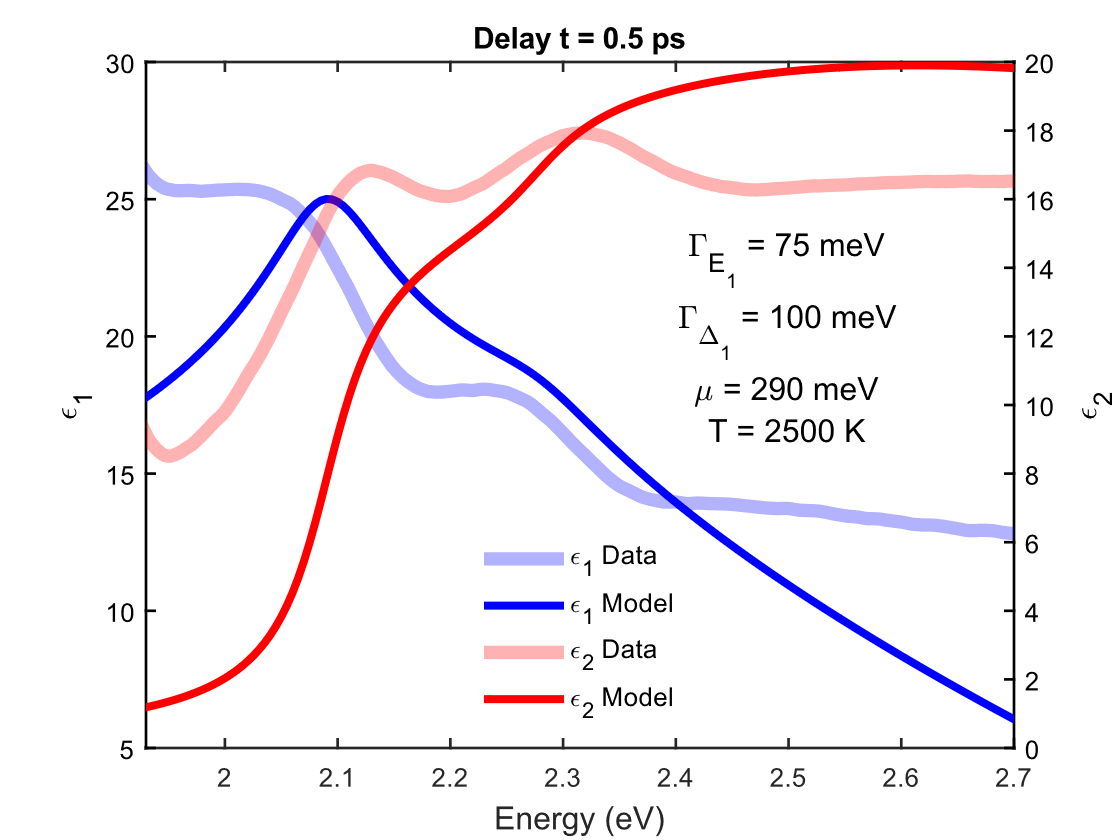 Delay t = 0.5 ps
30
25
20
15
10
5
ϵ1
20
18
16
14
12
10
8
6
4
2
0
ϵ2
ΓE1 = 75 meV
ΓΔ1 = 100 meV
μ = 290 meV
T = 2500 K
ϵ1 Data
ϵ1 Model
ϵ2 Data
ϵ2 Model
2 2.1 2.2 2.3 2.4 2.5 2.6 2.7
Energy (eV)